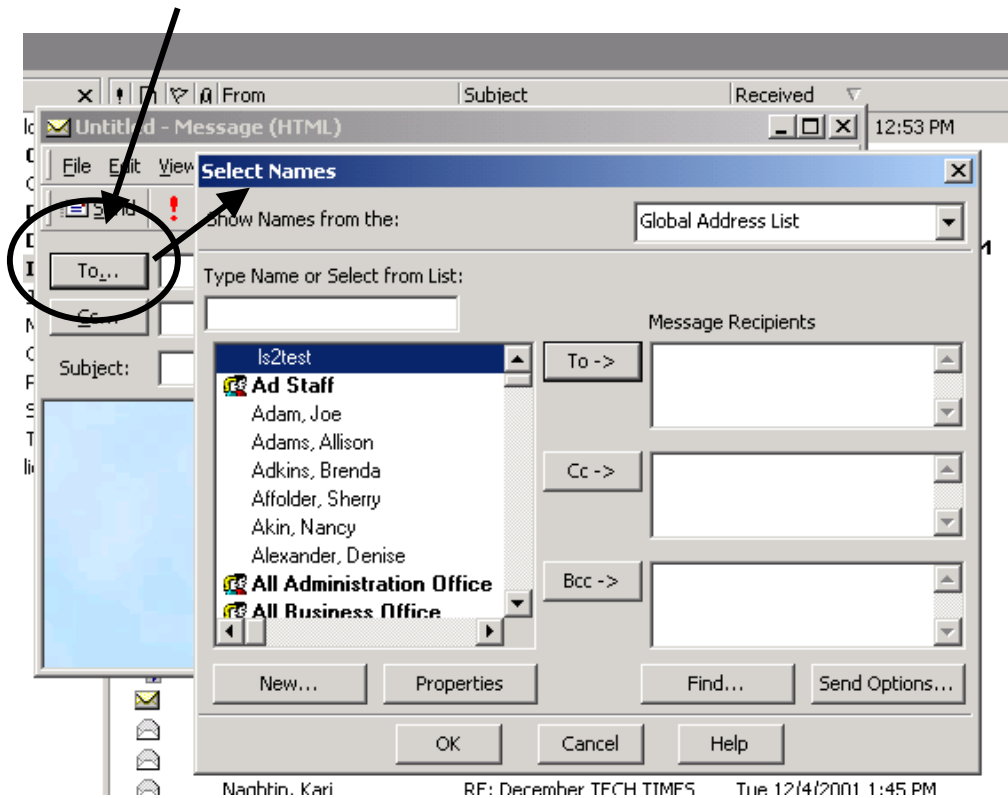 From Subject Received
12:53 PM
Untitled - Message (HTML)
File Edit View
Select Names
Send
Show Names from the: Global Address List
To...
Type Name or Select from List:
Cc...
Message Recipients
Subject:
ls2test
To ->
Ad Staff
Adam, Joe
Adams, Allison
Adkins, Brenda
Cc ->
Affolder, Sherry
Akin, Nancy
Alexander, Denise
All Administration Office
Bcc ->
All Business Office
New... Properties Find... Send Options...
OK Cancel Help
Naghtin, Kari RE: December TECH TIMES Tue 12/4/2001 1:45 PM